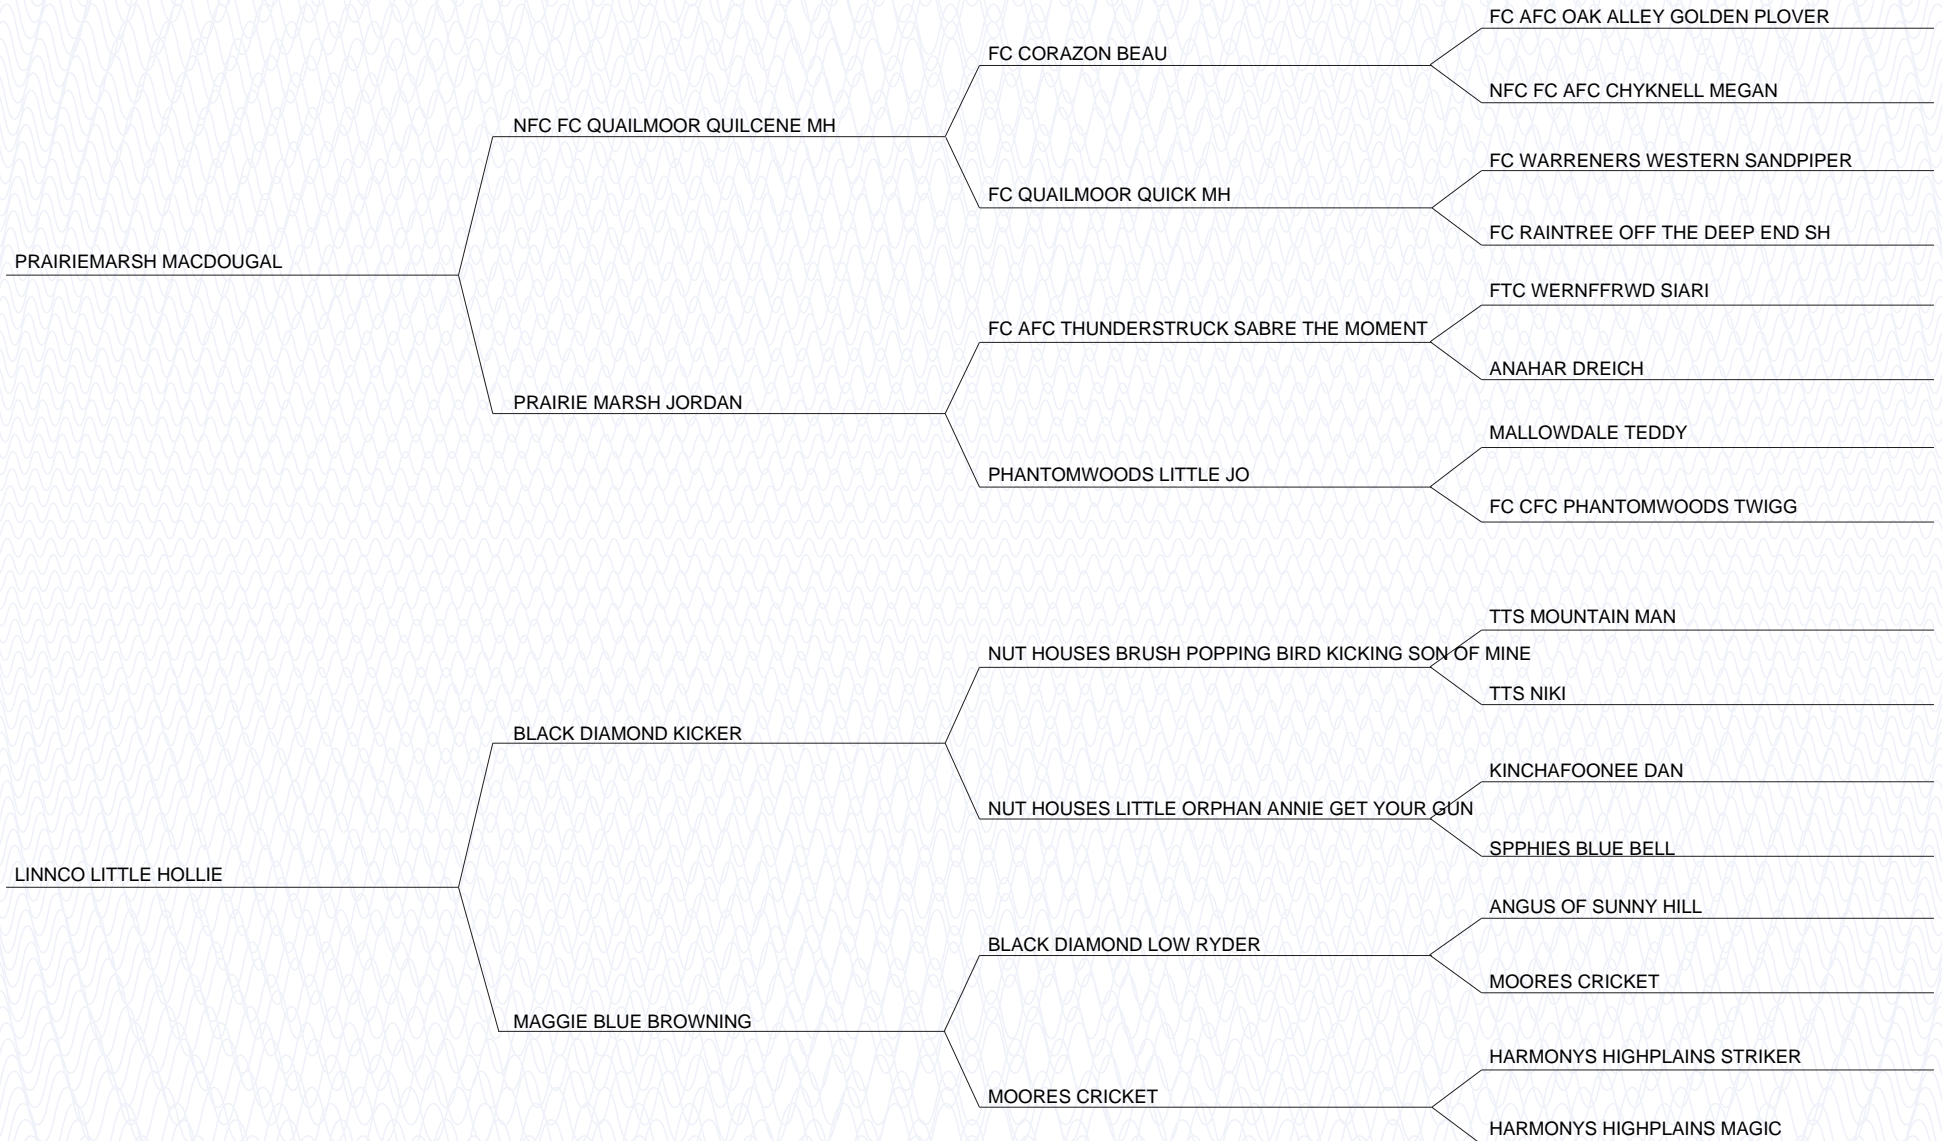 FC AFC OAK ALLEY GOLDEN PLOVER
FC CORAZON BEAU
NFC FC AFC CHYKNELL MEGAN
NFC FC QUAILMOOR QUILCENE MH
FC WARRENERS WESTERN SANDPIPER
FC QUAILMOOR QUICK MH
FC RAINTREE OFF THE DEEP END SH
PRAIRIEMARSH MACDOUGAL
FTC WERNFFRWD SIARI
FC AFC THUNDERSTRUCK SABRE THE MOMENT
ANAHAR DREICH
PRAIRIE MARSH JORDAN
MALLOWDALE TEDDY
PHANTOMWOODS LITTLE JO
FC CFC PHANTOMWOODS TWIGG
TTS MOUNTAIN MAN
NUT HOUSES BRUSH POPPING BIRD KICKING SON OF MINE
TTS NIKI
BLACK DIAMOND KICKER
KINCHAFOONEE DAN
NUT HOUSES LITTLE ORPHAN ANNIE GET YOUR GUN
SPPHIES BLUE BELL
LINNCO LITTLE HOLLIE
ANGUS OF SUNNY HILL
BLACK DIAMOND LOW RYDER
MOORES CRICKET
MAGGIE BLUE BROWNING
HARMONYS HIGHPLAINS STRIKER
MOORES CRICKET
HARMONYS HIGHPLAINS MAGIC